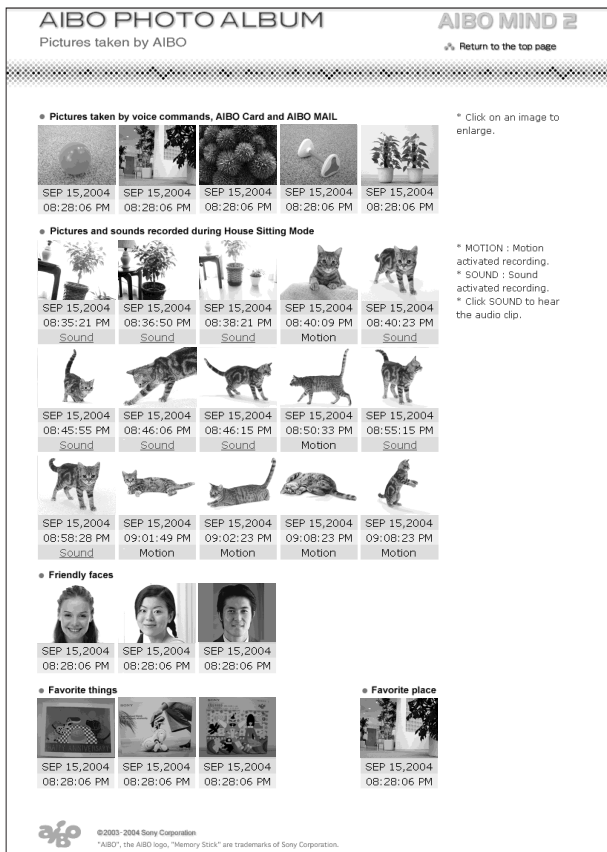 AIBO PHOTO ALBUM
AIBO MIND 2
Pictures taken by AIBO
Return to the top page
Pictures taken by voice commands, AIBO Card and AIBO MAIL
* Click on an image to
enlarge.
SEP 15,2004 SEP 15,2004 SEP 15,2004 SEP 15,2004 SEP 15,2004
08:28:06 PM 08:28:06 PM 08:28:06 PM 08:28:06 PM 08:28:06 PM
Pictures and sounds recorded during House Sitting Mode
* MOTION : Motion
activated recording.
* SOUND : Sound
activated recording.
* Click SOUND to hear
the audio clip.
SEP 15,2004 SEP 15,2004 SEP 15,2004 SEP 15,2004 SEP 15,2004
08:35:21 PM 08:36:50 PM 08:38:21 PM 08:40:09 PM 08:40:23 PM
Sound Sound Sound Motion Sound
SEP 15,2004 SEP 15,2004 SEP 15,2004 SEP 15,2004 SEP 15,2004
08:45:55 PM 08:46:06 PM 08:46:15 PM 08:50:33 PM 08:55:15 PM
Sound Sound Sound Motion Sound
SEP 15,2004 SEP 15,2004 SEP 15,2004 SEP 15,2004 SEP 15,2004
08:58:28 PM 09:01:49 PM 09:02:23 PM 09:08:23 PM 09:08:23 PM
Sound Motion Motion Motion Motion
Friendly faces
SEP 15,2004 SEP 15,2004 SEP 15,2004
08:28:06 PM 08:28:06 PM 08:28:06 PM
Favorite things
Favorite place
SEP 15,2004 SEP 15,2004 SEP 15,2004 SEP 15,2004
08:28:06 PM 08:28:06 PM 08:28:06 PM 08:28:06 PM
aibo
©2003-2004 Sony Corporation
"AIBO", the AIBO logo, "Memory Stick" are trademarks of Sony Corporation.